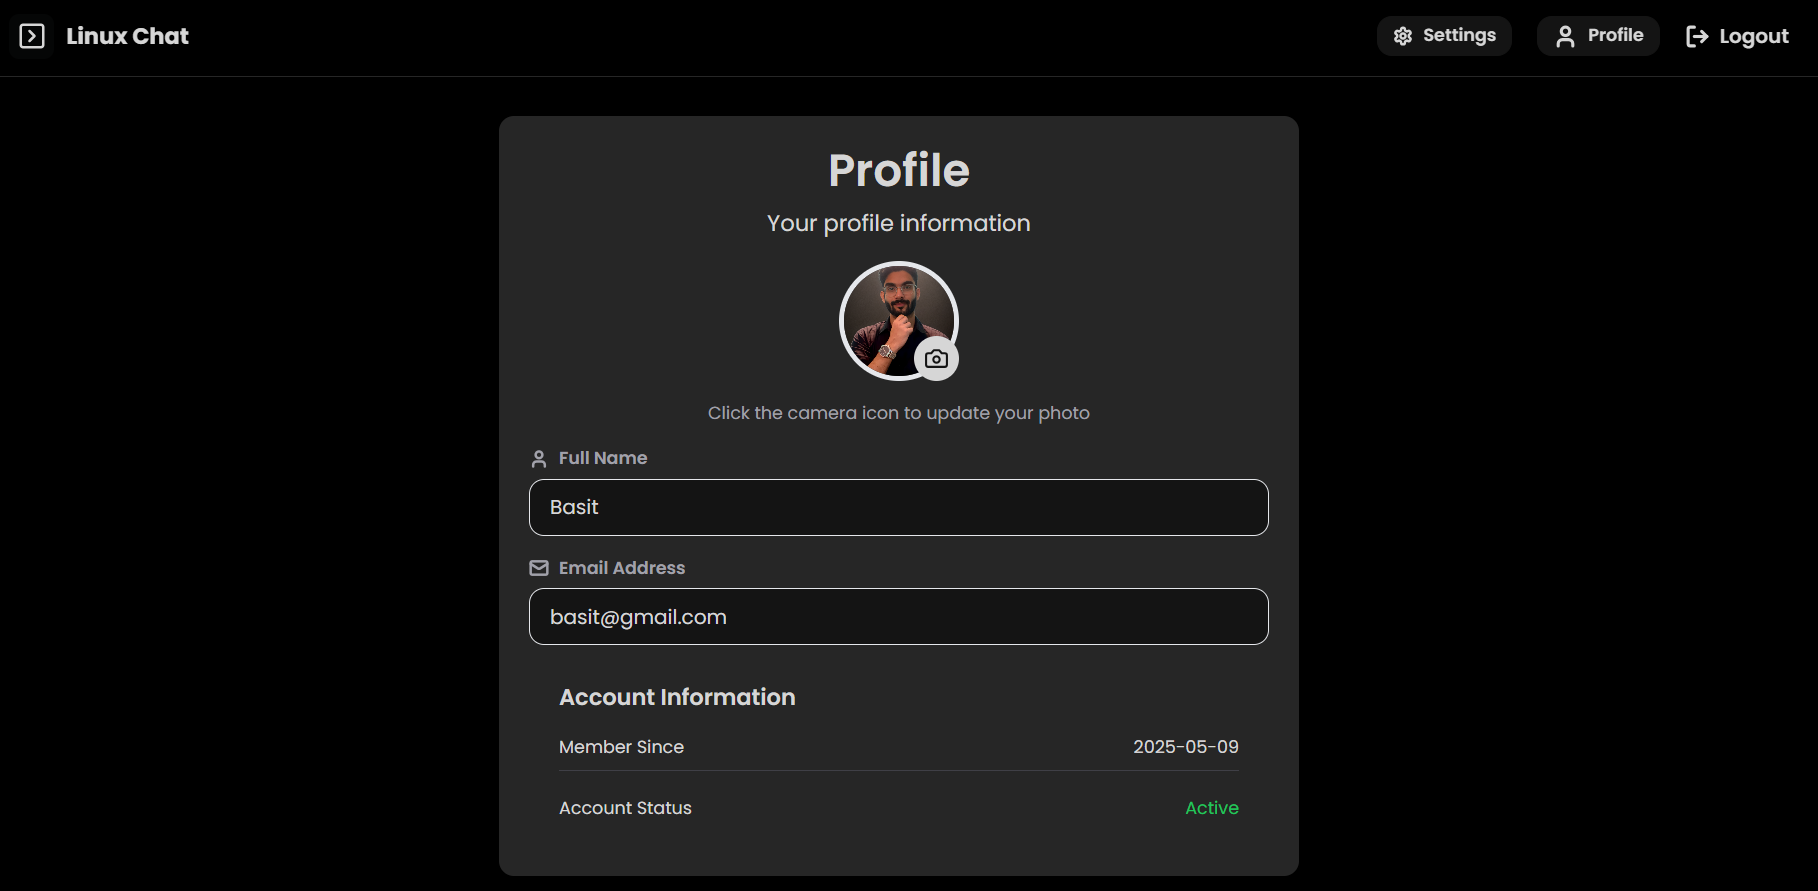 Linux Chat
Settings
Profile
Logout
Profile
Your profile information
Click the camera icon to update your photo
Full Name
Basit
Email Address
basit@gmail.com
Account Information
Member Since 2025-05-09
Account Status Active